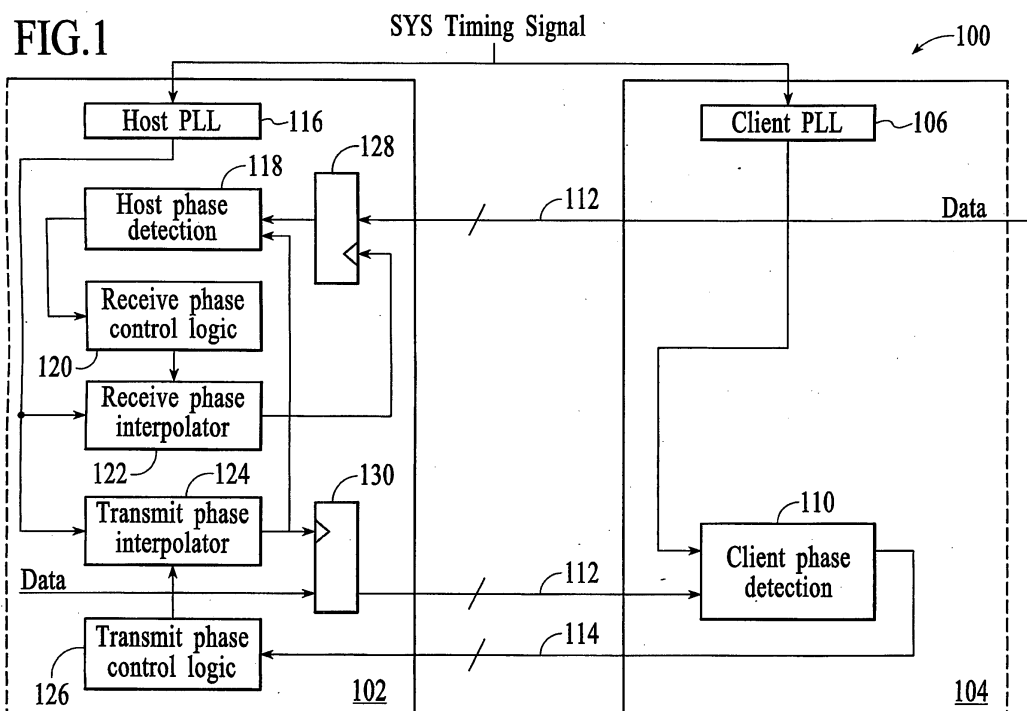 FIG.1
SYS Timing Signal
100
Host PLL
116
Client PLL
106
128
118
Host phase
detection
112
Data
Receive phase
control logic
120
Receive phase
interpolator
122
124
130
Transmit phase
interpolator
110
Client phase
detection
Data
112
Transmit phase
control logic
114
126
102
104